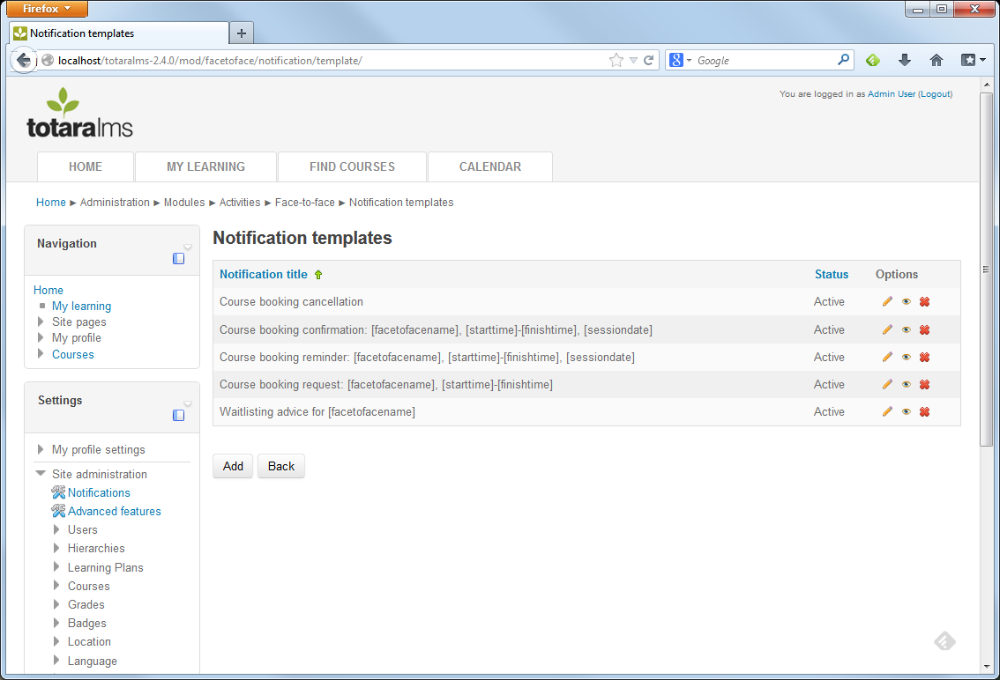 Firefox
Notification templates
localhost/totaralms-2.4.0/mod/facetoface/notification/template/
Google
You are logged in as Admin User (Logout)
totaralms
HOME
MY LEARNING
FIND COURSES
CALENDAR
Home ► Administration ► Modules ► Activities ► Face-to-face ► Notification templates
Navigation
Home
My learning
Site pages
My profile
Courses
Settings
My profile settings
Site administration
Notifications
Advanced features
Users
Hierarchies
Learning Plans
Courses
Grades
Badges
Location
Language
Notification templates
Notification title Status Options
Course booking cancellation Active
Course booking confirmation: [facetofacename], [starttime]-[finishtime], [sessiondate] Active
Course booking reminder: [facetofacename], [starttime]-[finishtime], [sessiondate] Active
Course booking request: [facetofacename], [starttime]-[finishtime] Active
Waitlisting advice for [facetofacename] Active
Add Back